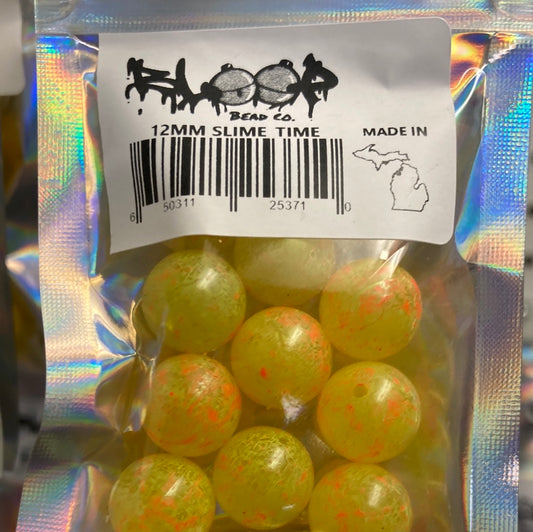 BLOOP
BEAD CO.
12MM SLIME TIME
MADE IN
6 50311 25371 0